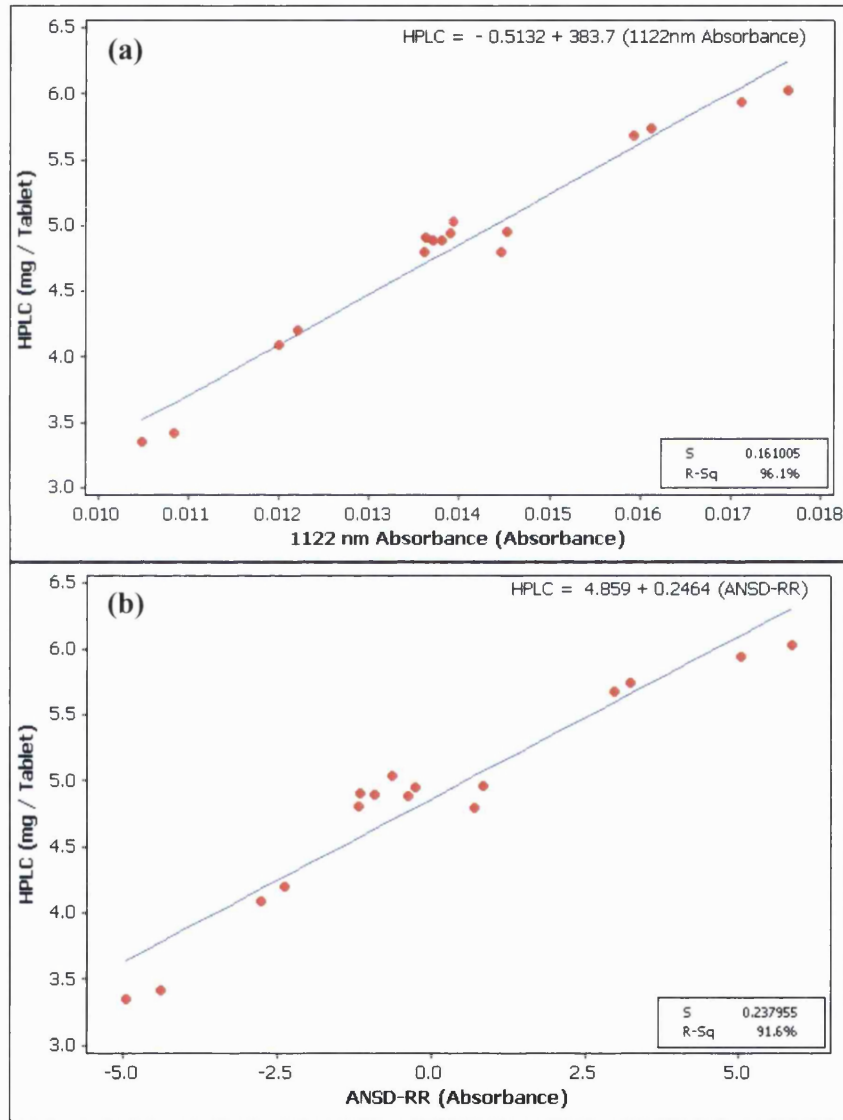 (a)
HPLC = - 0.5132 + 383.7 (1122nm Absorbance)
6.5
6.0
5.5
5.0
4.5
4.0
3.5
3.0
HPLC (mg / Tablet)
S 0.161005
R-Sq 96.1%
0.010 0.011 0.012 0.013 0.014 0.015 0.016 0.017 0.018
1122 nm Absorbance (Absorbance)
(b)
HPLC = 4.859 + 0.2464 (ANSD-RR)
6.5
6.0
5.5
5.0
4.5
4.0
3.5
3.0
HPLC (mg / Tablet)
S 0.237955
R-Sq 91.6%
-5.0 -2.5 0.0 2.5 5.0
ANSD-RR (Absorbance)